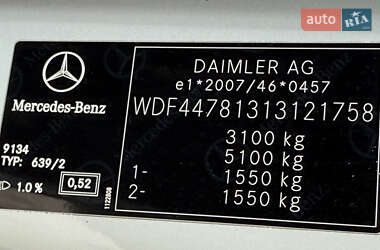 auto RIA
DAIMLER AG
e1*2007/46*0457
Mercedes-Benz
WDF44781313121758
3100 kg
5100 kg
1- 1550 kg
2- 1550 kg
9134
TYP: 639/2
1.0% 0,52
1122808